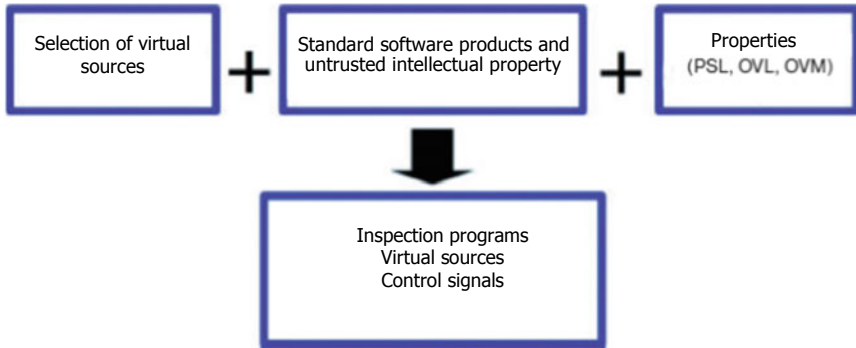 Selection of virtual
sources
+
Standard software products and
untrusted intellectual property
+
Properties
(PSL, OVL, OVM)
Inspection programs
Virtual sources
Control signals